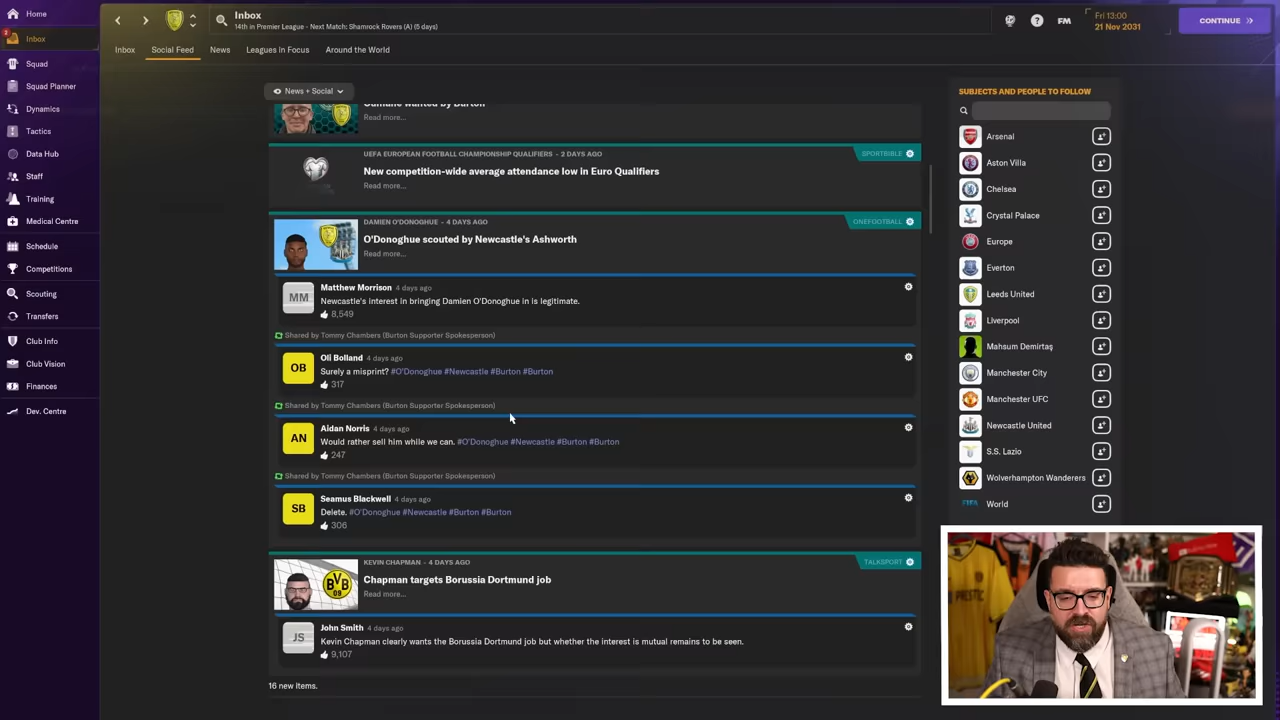 Home
Inbox
14th in Premier League - Next Match: Shamrock Rovers (A) (5 days)
Fri 13:00
21 Nov 2031
FM
CONTINUE
2
Inbox
Squad
Squad Planner
Dynamics
Tactics
Data Hub
Staff
Training
Medical Centre
Schedule
Competitions
Scouting
Transfers
Club Info
Club Vision
Finances
Dev. Centre
Inbox
Social Feed
News
Leagues In Focus
Around the World
News + Social
wanted by Burton
Read more...
UEFA EUROPEAN FOOTBALL CHAMPIONSHIP QUALIFIERS - 2 DAYS AGO
SPORTBIBLE
New competition-wide average attendance low in Euro Qualifiers
Read more...
DAMIEN O'DONOGHUE - 4 DAYS AGO
ONEFOOTBALL
O'Donoghue scouted by Newcastle's Ashworth
Read more...
MM
Matthew Morrison 4 days ago
Newcastle's interest in bringing Damien O'Donoghue in is legitimate.
8,549
Shared by Tommy Chambers (Burton Supporter Spokesperson)
OB
Oli Bolland 4 days ago
Surely a misprint? #O'Donoghue #Newcastle #Burton #Burton
317
Shared by Tommy Chambers (Burton Supporter Spokesperson)
AN
Aidan Norris 4 days ago
Would rather sell him while we can. #O'Donoghue #Newcastle #Burton #Burton
247
Shared by Tommy Chambers (Burton Supporter Spokesperson)
SB
Seamus Blackwell 4 days ago
Delete. #O'Donoghue #Newcastle #Burton #Burton
306
KEVIN CHAPMAN - 4 DAYS AGO
TALKSPORT
BVB
09
Chapman targets Borussia Dortmund job
Read more...
JS
John Smith 4 days ago
Kevin Chapman clearly wants the Borussia Dortmund job but whether the interest is mutual remains to be seen.
9,107
16 new items.
SUBJECTS AND PEOPLE TO FOLLOW
Arsenal
Aston Villa
Chelsea
Crystal Palace
Europe
Everton
Leeds United
Liverpool
Mahsum Demirtaş
Manchester City
Manchester UFC
Newcastle United
S.S. Lazio
Wolverhampton Wanderers
FIFA
World